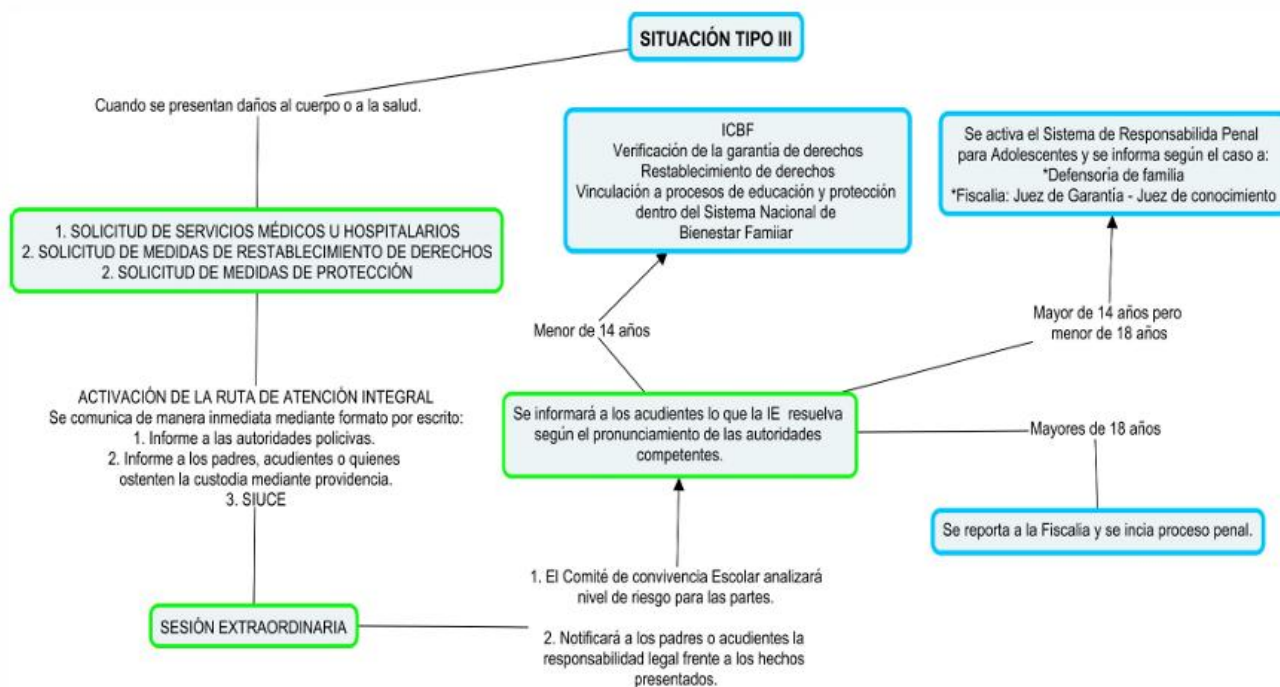 SITUACIÓN TIPO III
Cuando se presentan daños al cuerpo o a la salud.
1. SOLICITUD DE SERVICIOS MÉDICOS U HOSPITALARIOS
2. SOLICITUD DE MEDIDAS DE RESTABLECIMIENTO DE DERECHOS
2. SOLICITUD DE MEDIDAS DE PROTECCIÓN
ACTIVACIÓN DE LA RUTA DE ATENCIÓN INTEGRAL
Se comunica de manera inmediata mediante formato por escrito:
1. Informe a las autoridades policivas.
2. Informe a los padres, acudientes o quienes
ostenten la custodia mediante providencia.
3. SIUCE
SESIÓN EXTRAORDINARIA
1. El Comité de convivencia Escolar analizará
nivel de riesgo para las partes.
2. Notificará a los padres o acudientes la
responsabilidad legal frente a los hechos
presentados.
Se informará a los acudientes lo que la IE resuelva
según el pronunciamiento de las autoridades
competentes.
Menor de 14 años
ICBF
Verificación de la garantía de derechos
Restablecimiento de derechos
Vinculación a procesos de educación y protección
dentro del Sistema Nacional de
Bienestar Famiiar
Mayor de 14 años pero
menor de 18 años
Se activa el Sistema de Responsabilida Penal
para Adolescentes y se informa según el caso a:
*Defensoría de familia
*Fiscalia: Juez de Garantía - Juez de conocimiento
Mayores de 18 años
Se reporta a la Fiscalia y se incia proceso penal.